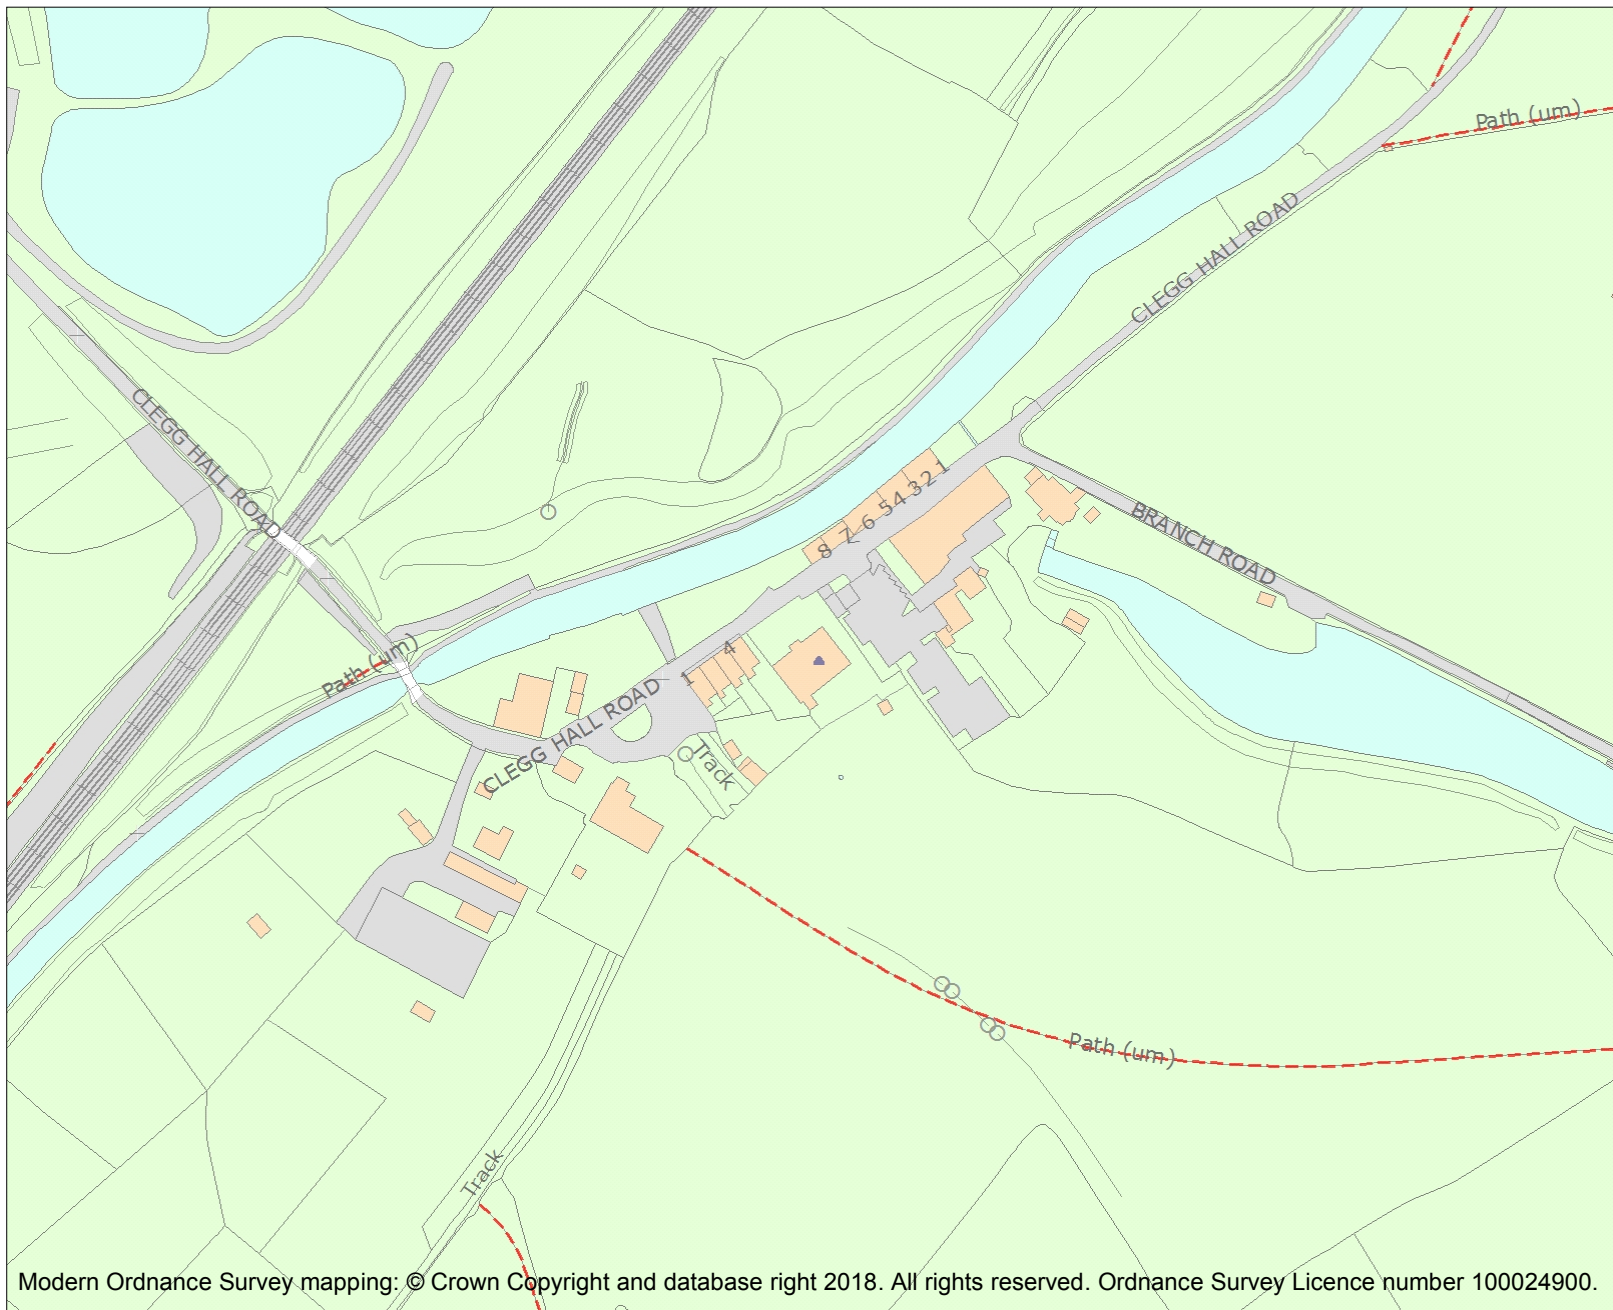 Path (um)
CLEGG HALL ROAD
CLEGG HALL ROAD
8 7 6 5 4 3 2 1
BRANCH ROAD
Path (um)
4
1
CLEGG HALL ROAD
Track
Path (um)
Track
Modern Ordnance Survey mapping: © Crown Copyright and database right 2018. All rights reserved. Ordnance Survey Licence number 100024900.